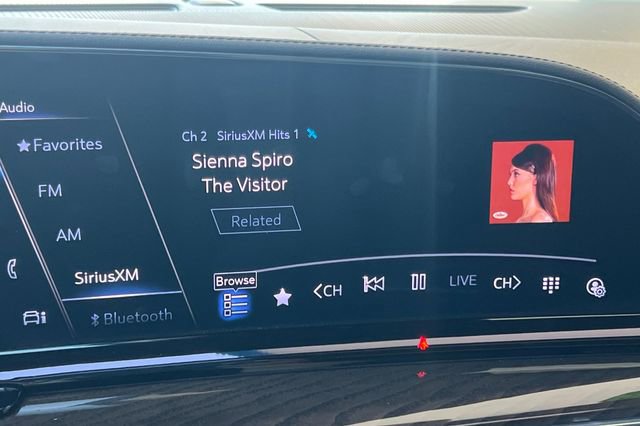 Audio
Favorites
FM
AM
SiriusXM
Bluetooth
Ch 2 SiriusXM Hits 1
Sienna Spiro
The Visitor
Related
Browse
<CH
LIVE
CH>